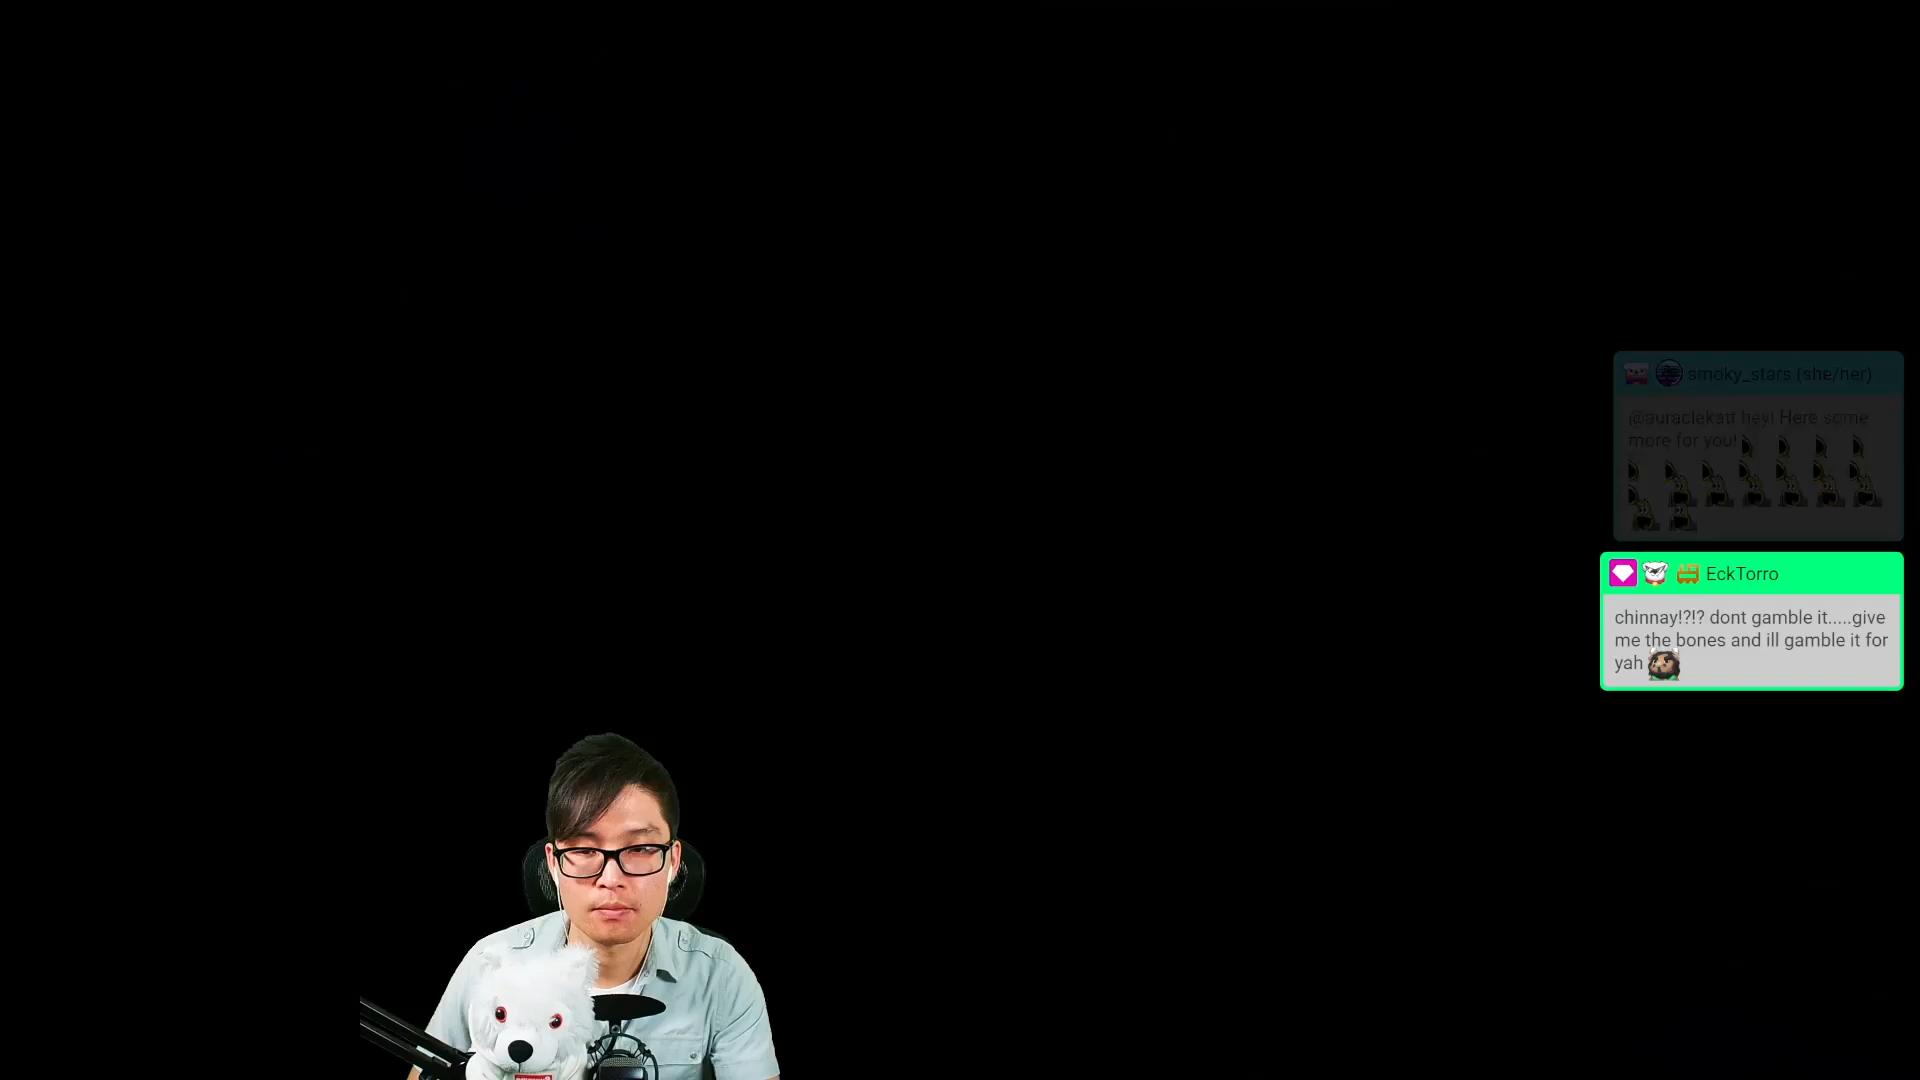 smoky_stars (she/her)
@auraclekatt hey! Here some
more for you!
EckTorro
chinnay!?!? dont gamble it.....give
me the bones and ill gamble it for
yah